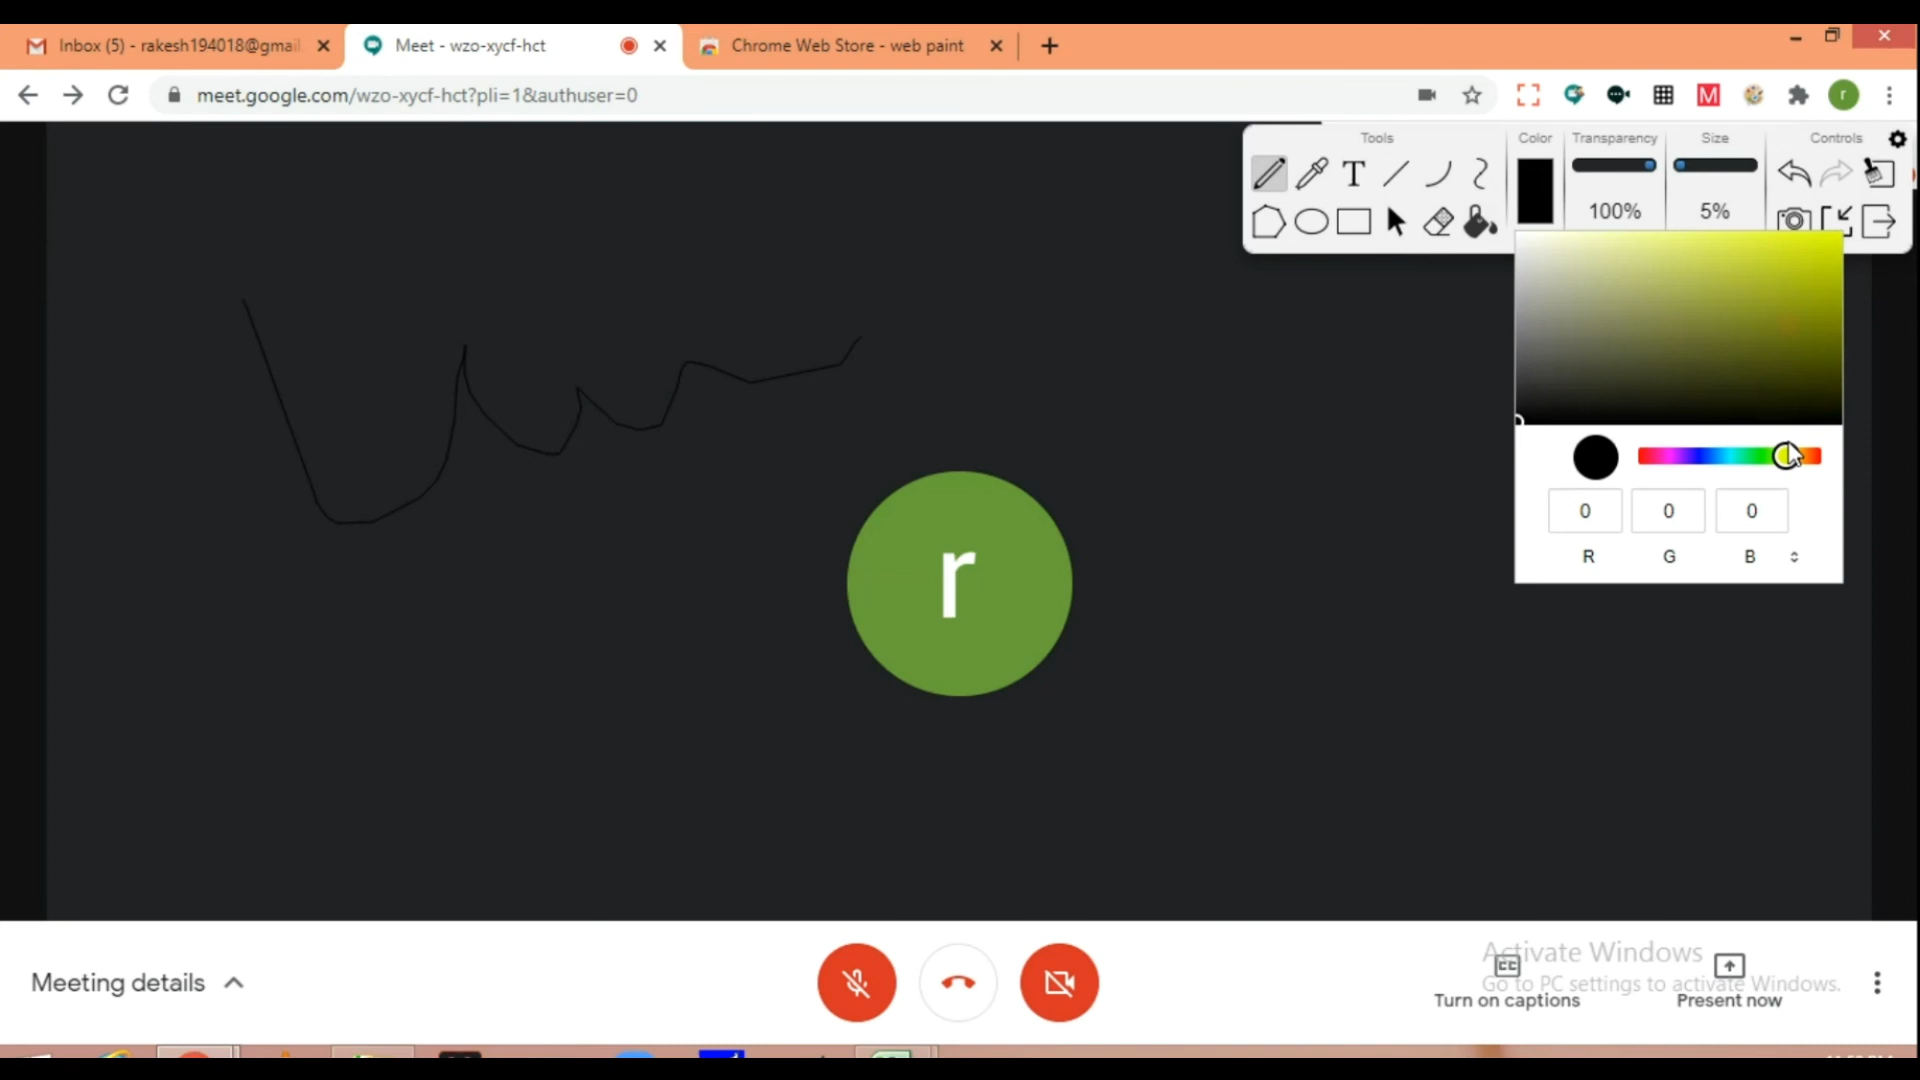 Inbox (5) - rakesh194018@gmail
Meet - wzo-xycf-hct
Chrome Web Store - web paint
meet.google.com/wzo-xycf-hct?pli=1&authuser=0
M
r
Tools
Color
Transparency
Size
Controls
T
100%
5%
0
0
0
R
G
B
r
Meeting details
Activate Windows
Go to PC settings to activate Windows.
CC
Turn on captions
Present now